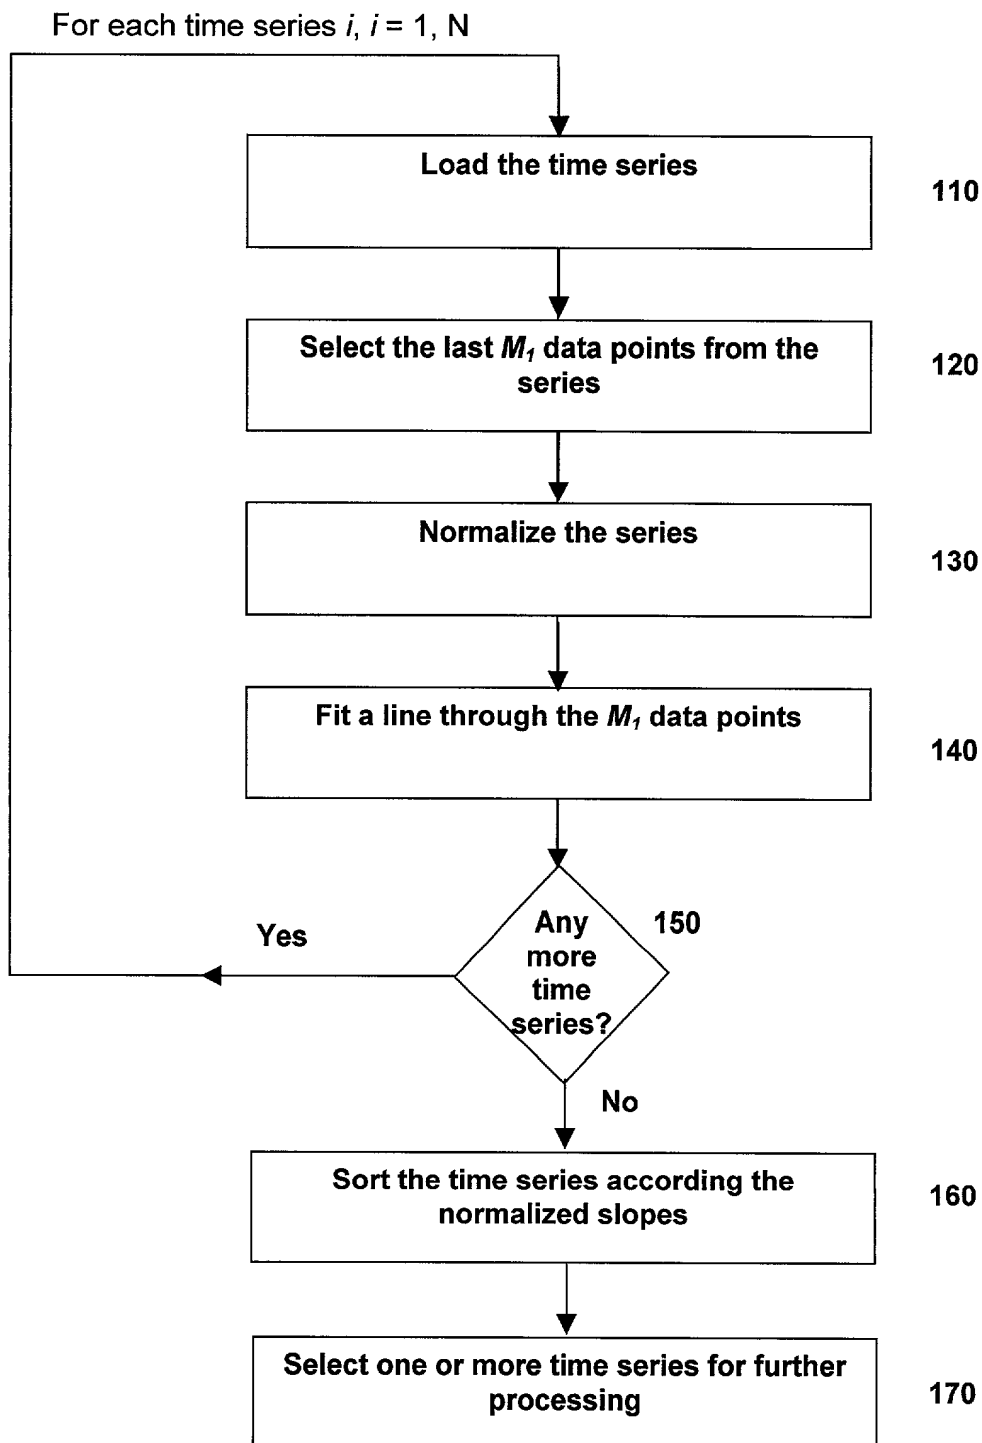 For each time series i, i = 1, N
Load the time series
110
Select the last M₁ data points from the
series
120
Normalize the series
130
Fit a line through the M₁ data points
140
Any
more
time
series?
150
Yes
No
Sort the time series according the
normalized slopes
160
Select one or more time series for further
processing
170